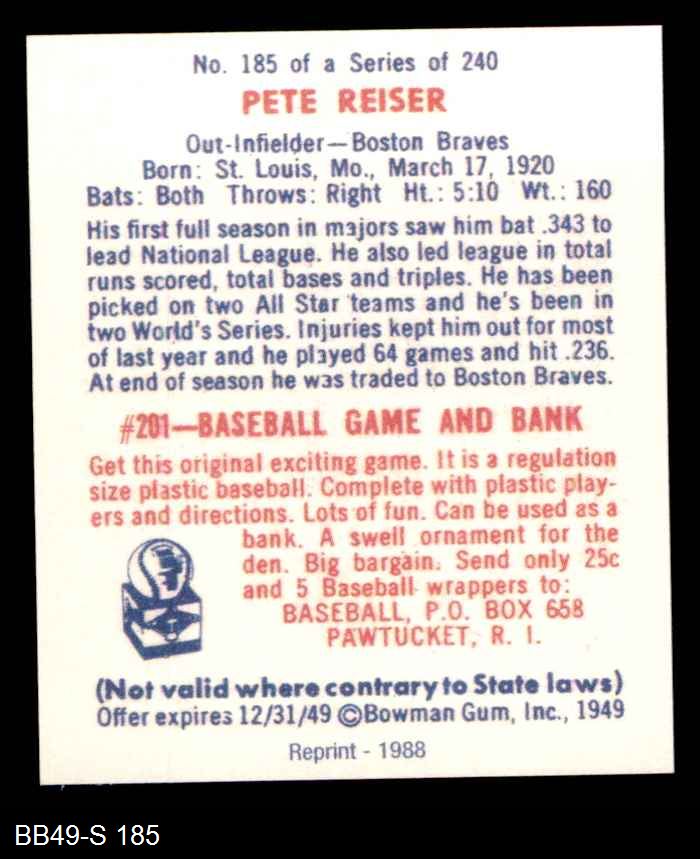 No. 185 of a Series of 240
PETE REISER
Out-Infielder—Boston Braves
Born: St. Louis, Mo., March 17, 1920
Bats: Both Throws: Right Ht.: 5:10 Wt.: 160
His first full season in majors saw him bat .343 to
lead National League. He also led league in total
runs scored, total bases and triples. He has been
picked on two All Star teams and he's been in
two World's Series. Injuries kept him out for most
of last year and he played 64 games and hit .236.
At end of season he was traded to Boston Braves.
#201—BASEBALL GAME AND BANK
Get this original exciting game. It is a regulation
size plastic baseball. Complete with plastic play-
ers and directions. Lots of fun. Can be used as a
bank. A swell ornament for the
den. Big bargain. Send only 25c
and 5 Baseball wrappers to:
BASEBALL, P.O. BOX 658
PAWTUCKET, R. I.
(Not valid where contrary to State laws)
Offer expires 12/31/49 ©Bowman Gum, Inc., 1949
Reprint - 1988
BB49-S 185